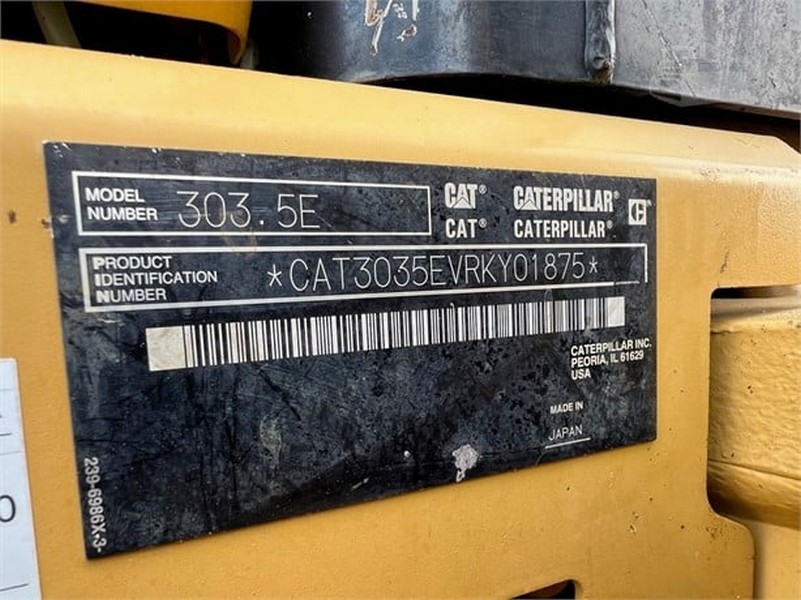 MODEL NUMBER 303.5E
CAT® CATERPILLAR®
CAT® CATERPILLAR®
PRODUCT
IDENTIFICATION
NUMBER
*CAT3035EVRKY01875*
CATERPILLAR INC.
PEORIA, IL 61629
USA
MADE IN
JAPAN
239-6986X-3
0